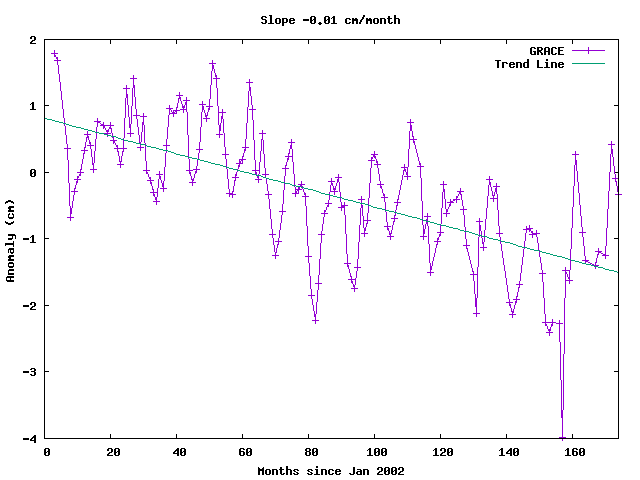 Slope -0.01 cm/month
GRACE
Trend Line
2
1
0
-1
-2
-3
-4
Anomaly (cm)
0 20 40 60 80 100 120 140 160
Months since Jan 2002